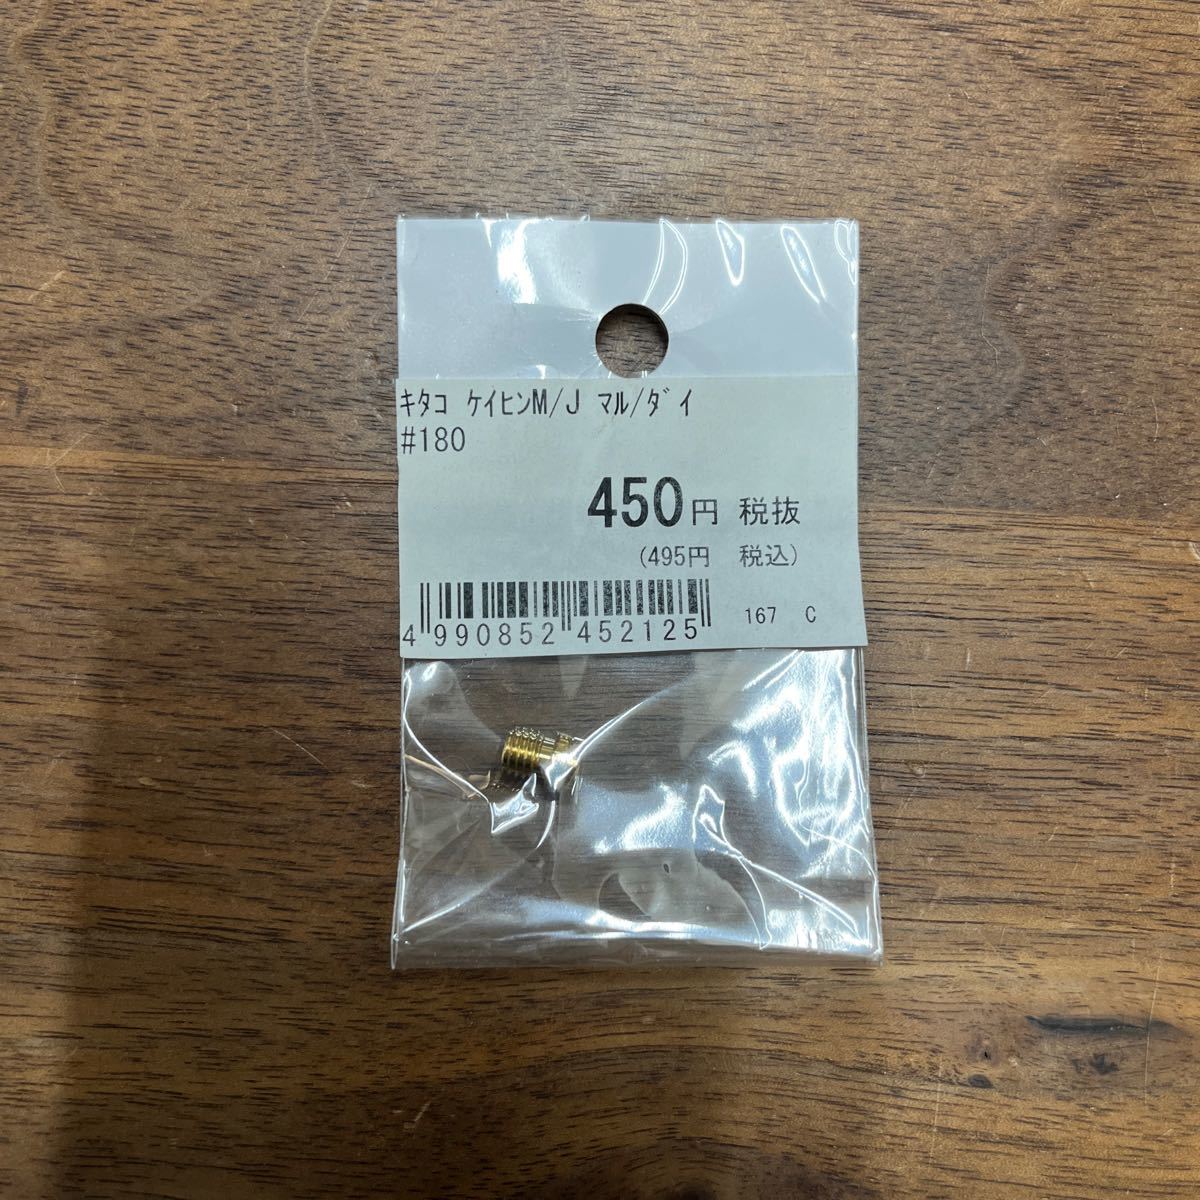 ｷﾀｺ ｹｲﾋﾝM/J ﾏﾙ/ﾀﾞｲ
#180
450円 税抜
(495円 税込)
4 990852 452125
167 C